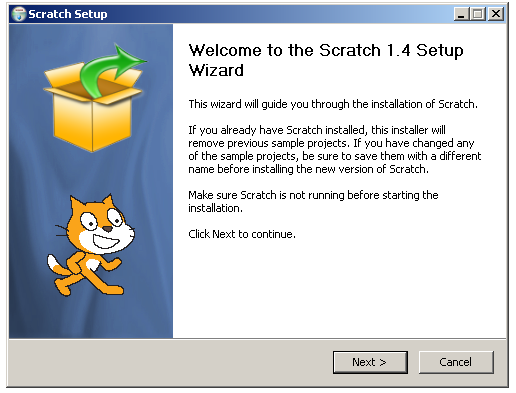 Scratch Setup
Welcome to the Scratch 1.4 Setup
Wizard
This wizard will guide you through the installation of Scratch.
If you already have Scratch installed, this installer will
remove previous sample projects. If you have changed any
of the sample projects, be sure to save them with a different
name before installing the new version of Scratch.
Make sure Scratch is not running before starting the
installation.
Click Next to continue.
Next >
Cancel